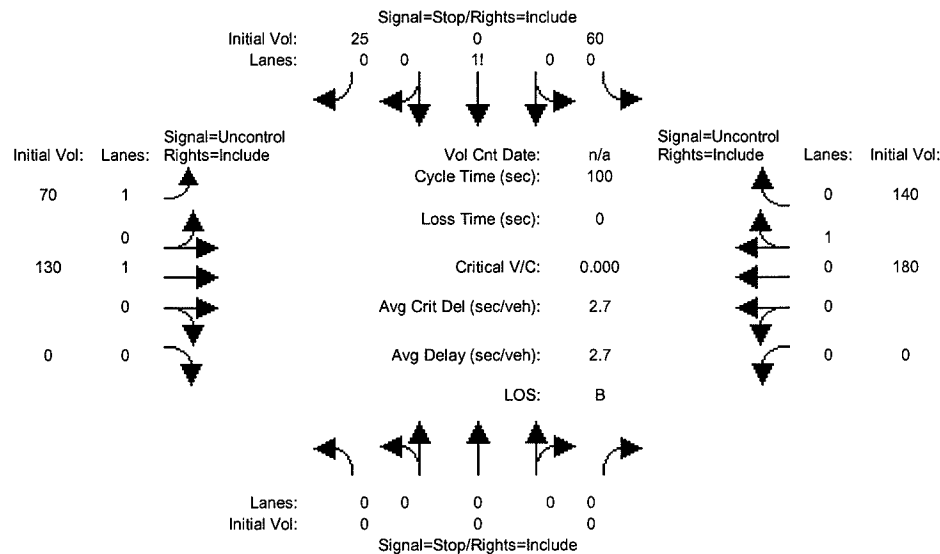 Signal=Stop/Rights=Include
Initial Vol: 25 0 60
Lanes: 0 0 1! 0 0
Signal=Uncontrol
Initial Vol: Lanes: Rights=Include
Vol Cnt Date: n/a
Signal=Uncontrol
Rights=Include Lanes: Initial Vol:
Cycle Time (sec): 100
70 1
0 140
Loss Time (sec): 0
0
1
130 1
Critical V/C: 0.000
0 180
0
Avg Crit Del (sec/veh): 2.7
0
0 0
Avg Delay (sec/veh): 2.7
0 0
LOS: B
Lanes: 0 0 0 0 0
Initial Vol: 0 0 0
Signal=Stop/Rights=Include